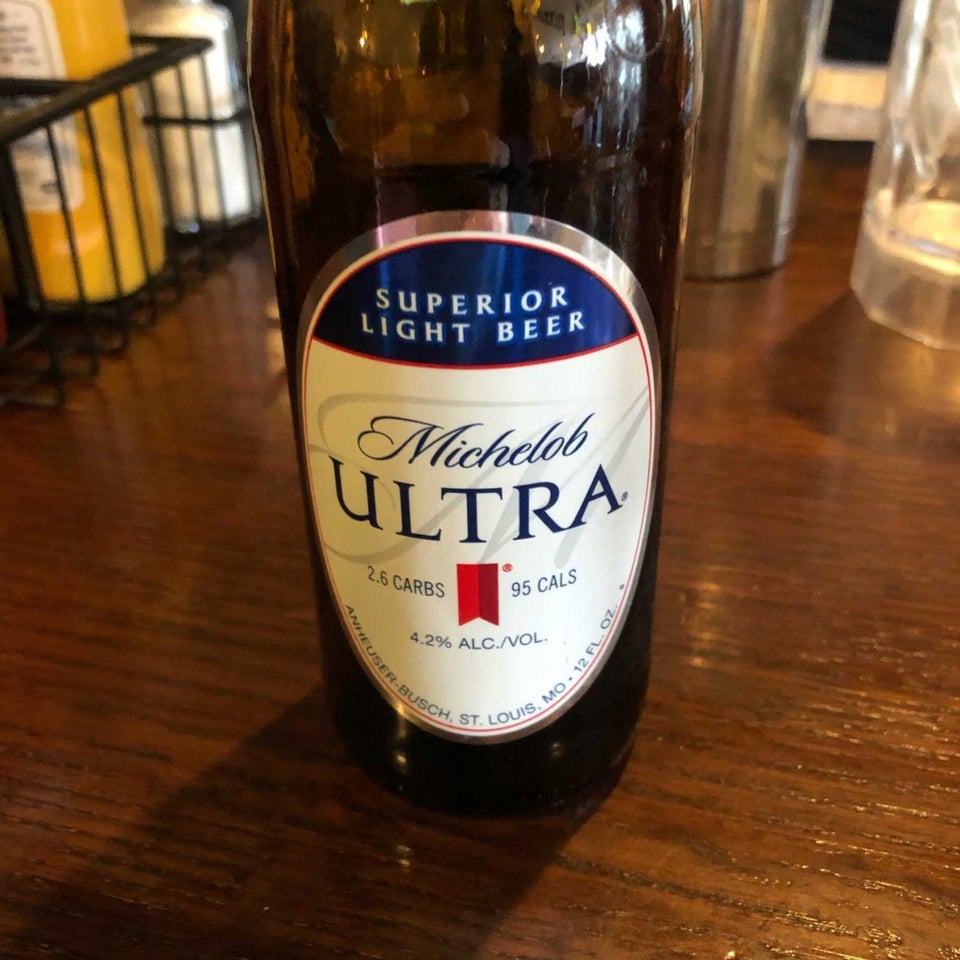 SUPERIOR
LIGHT BEER
Michelob
ULTRA®
2.6 CARBS ® 95 CALS
4.2% ALC./VOL.
ANHEUSER-BUSCH, ST. LOUIS, MO • 12 FL. OZ.